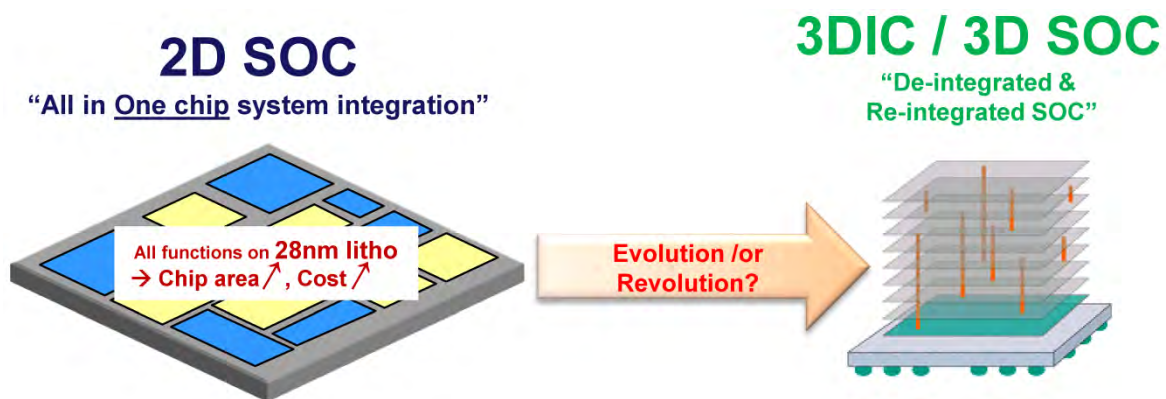 2D SOC
“All in One chip system integration”
All functions on 28nm litho
→ Chip area↗, Cost↗
Evolution /or
Revolution?
3DIC / 3D SOC
“De-integrated &
Re-integrated SOC”